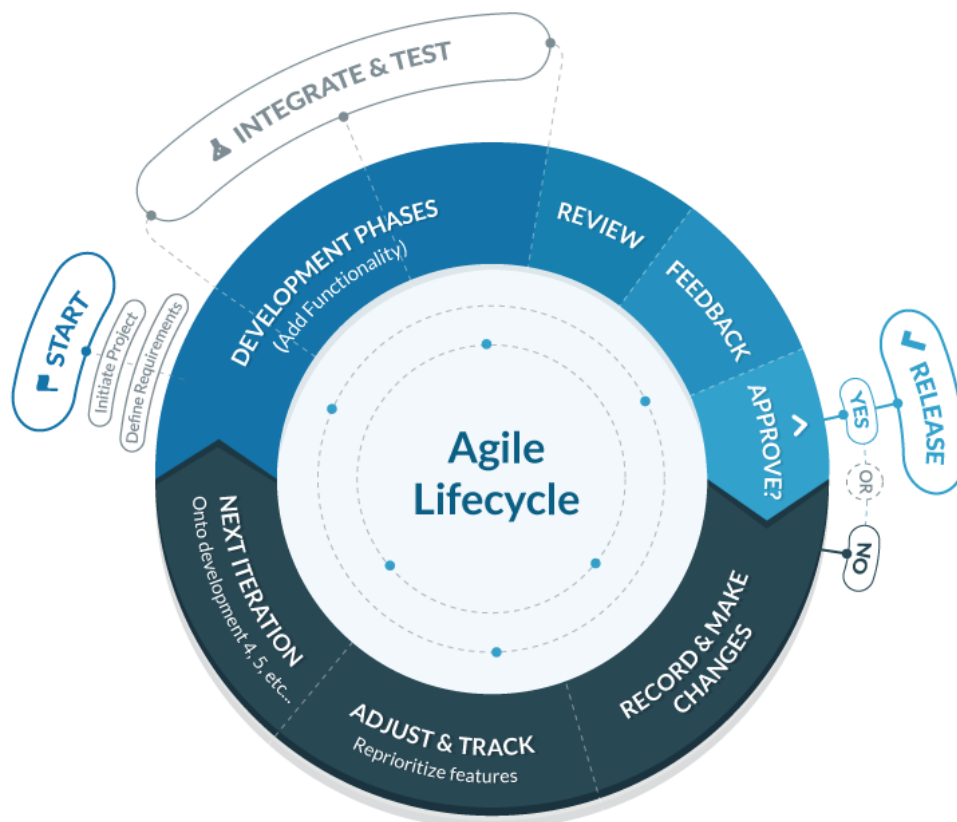 INTEGRATE & TEST
START
Initiate Project
Define Requirements
DEVELOPMENT PHASES
(Add Functionality)
REVIEW
FEEDBACK
APPROVE?
YES
RELEASE
OR
NO
RECORD & MAKE
CHANGES
ADJUST & TRACK
Reprioritize features
NEXT ITERATION
Onto development 4, 5, etc...
Agile
Lifecycle